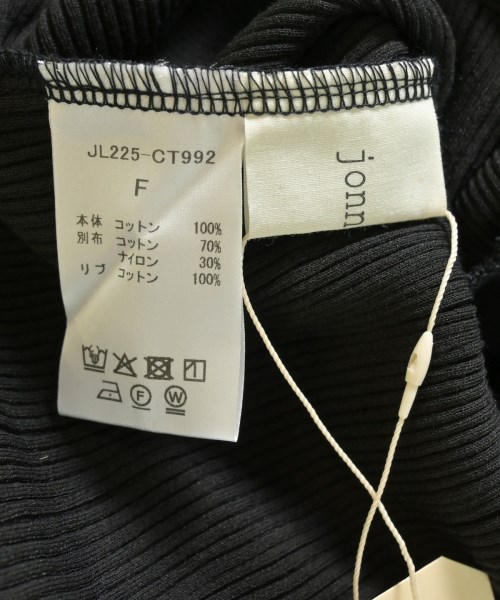 JL225-CT992
F
本体 コットン 100%
別布 コットン 70%
ナイロン 30%
リブ コットン 100%
F W
jonn